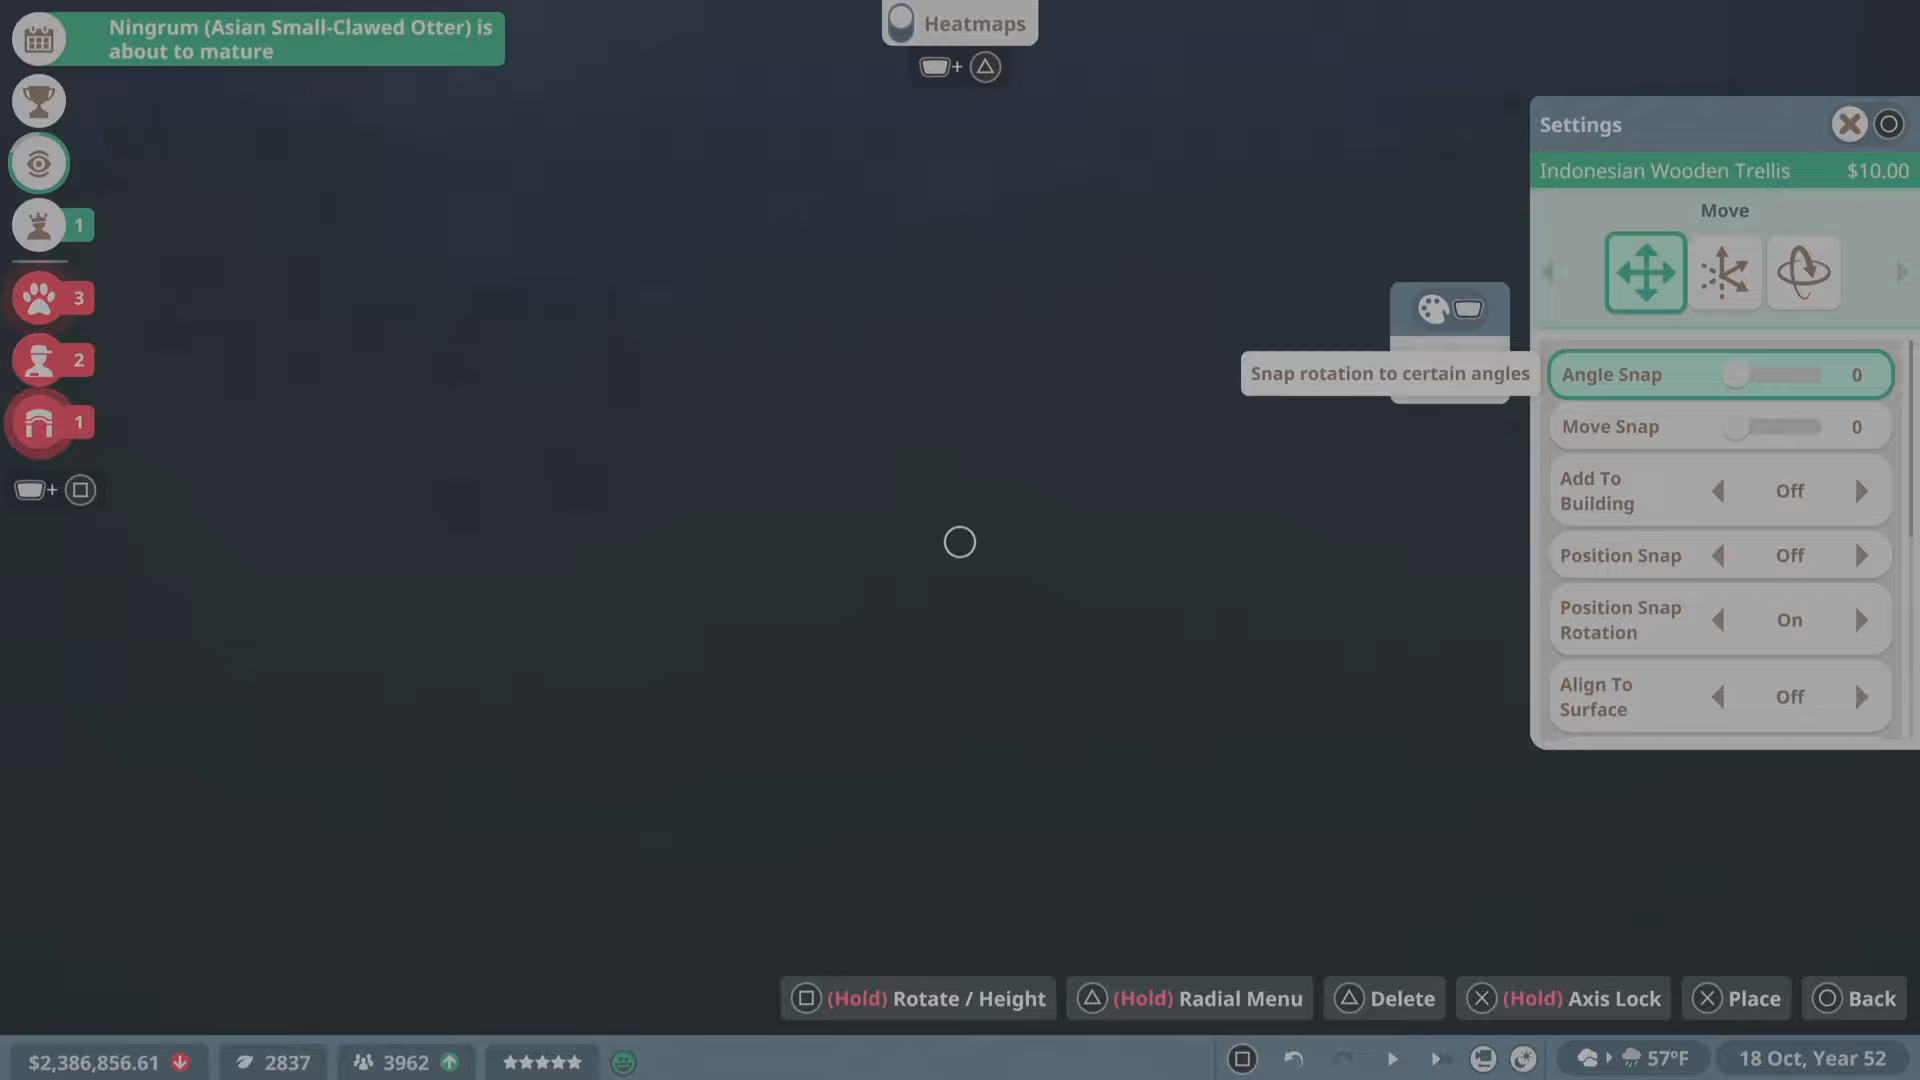 Ningrum (Asian Small-Clawed Otter) is
about to mature
Heatmaps
+
1
3
2
1
+
Settings
Indonesian Wooden Trellis $10.00
Move
Snap rotation to certain angles
Angle Snap 0
Move Snap 0
Add To
Building
Off
Position Snap Off
Position Snap
Rotation
On
Align To
Surface
Off
(Hold) Rotate / Height
(Hold) Radial Menu
Delete
(Hold) Axis Lock
Place
Back
$2,386,856.61
2837
3962
57°F
18 Oct, Year 52